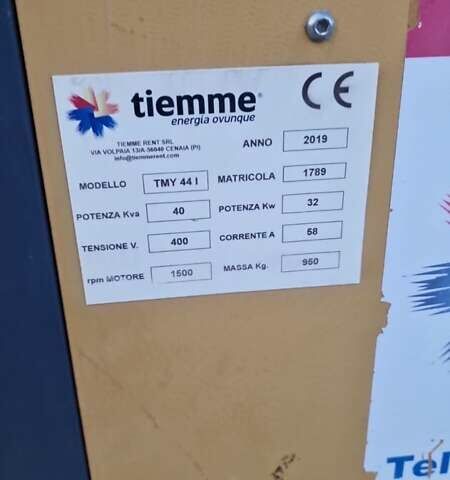 tiemme®
energia ovunque
CE
TIEMME RENT SRL
VIA VOLPAIA 13/A-56040 CENAIA (PI)
info@tiemmerent.com
ANNO 2019
MODELLO TMY 44 I MATRICOLA 1789
POTENZA Kva 40 POTENZA Kw 32
TENSIONE V. 400 CORRENTE A 58
rpm MOTORE 1500 MASSA Kg. 950
Tel